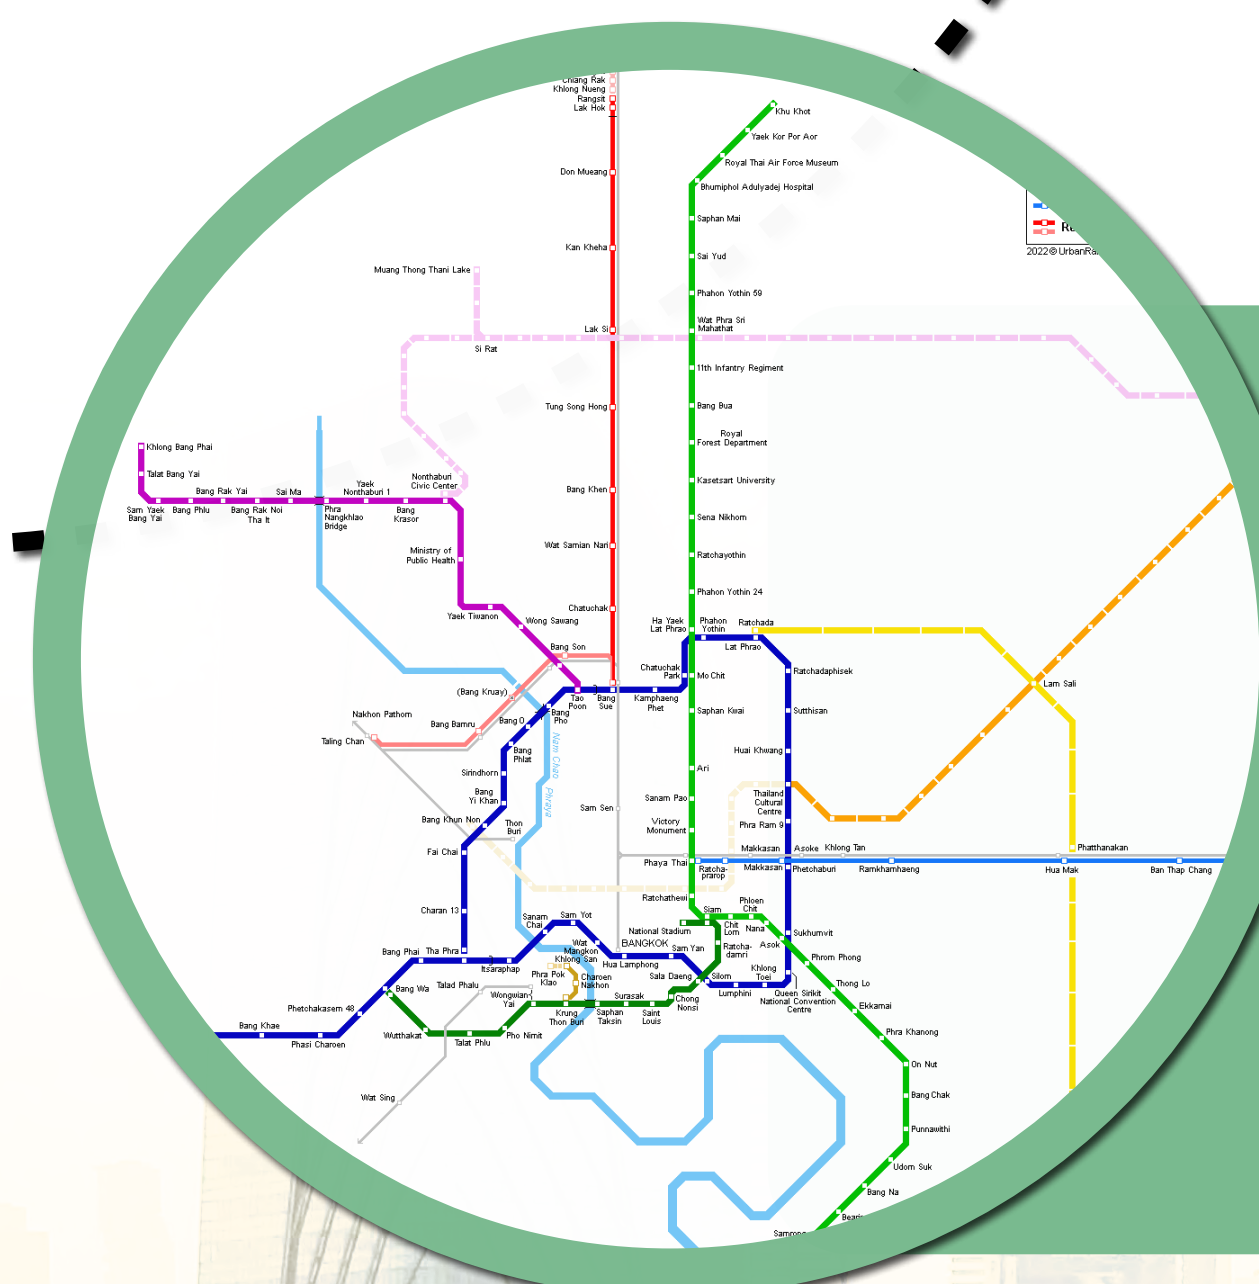 Chiang Rak
Khlong Nueng
Rangsit
Lak Hok
Khu Khot
Yaek Kor Por Aor
Royal Thai Air Force Museum
Don Mueang
Bhumiphol Adulyadej Hospital
Saphan Mai
2022© UrbanRa
Kan Kheha
Sai Yud
Muang Thong Thani Lake
Phahon Yothin 59
Wat Phra Sri
Mahathat
Lak Si
Si Rat
11th Infantry Regiment
Tung Song Hong
Bang Bua
Royal
Forest Department
Khlong Bang Phai
Talat Bang Yai
Nonthaburi
Civic Center
Kasetsart University
Yaek
Nonthaburi 1
Bang Rak Yai
Sai Ma
Bang Khen
Sam Yaek
Bang Yai
Bang Phlu
Bang Rak Noi
Tha It
Phra
Nangkhlao
Bridge
Bang
Krasor
Sena Nikhom
Wat Samian Nari
Ministry of
Public Health
Ratchayothin
Phahon Yothin 24
Chatuchak
Yaek Tiwanon
Wong Sawang
Ha Yaek
Lat Phrao
Phahon
Yothin
Ratchada
Lat Phrao
Bang Son
Chatuchak
Park
Mo Chit
Ratchadaphisek
Lam Sali
(Bang Kruay)
Tao
Poon
Bang
Sue
Kamphaeng
Phet
Nakhon Pathom
Bang O
Bang
Pho
Saphan Kwai
Sutthisan
Bang Bamru
Taling Chan
Nam Chao Phraya
Bang
Phlat
Huai Khwang
Sirindhorn
Ari
Bang
Yi Khan
Sam Sen
Sanam Pao
Thailand
Cultural
Centre
Bang Khun Non
Thon
Buri
Victory
Monument
Phra Ram 9
Fai Chai
Makkasan
Asoke
Khlong Tan
Phatthanakan
Phaya Thai
Ratcha-
prarop
Makkasan
Phetchaburi
Ramkhamhaeng
Hua Mak
Ban Thap Chang
Ratchathewi
Charan 13
Sanam
Chai
Sam Yot
Siam
Phloen
Chit
Chit
Lom
Nana
National Stadium
Sukhumvit
Wat
Mangkon
BANGKOK
Sam Yan
Ratcha-
damri
Asok
Bang Phai
Tha Phra
Itsaraphap
Khlong San
Hua Lamphong
Phrom Phong
Phra Pok
Klao
Charoen
Nakhon
Sala Daeng
Silom
Khlong
Toei
Talad Phalu
Bang Wa
Wongwian
Yai
Surasak
Chong
Nonsi
Lumphini
Queen Sirikit
National Convention
Centre
Thong Lo
Phetchakasem 48
Krung
Thon Buri
Saphan
Taksin
Saint
Louis
Ekkamai
Bang Khae
Phasi Charoen
Wutthakat
Talat Phlu
Pho Nimit
Phra Khanong
On Nut
Wat Sing
Bang Chak
Punnawithi
Udom Suk
Bang Na